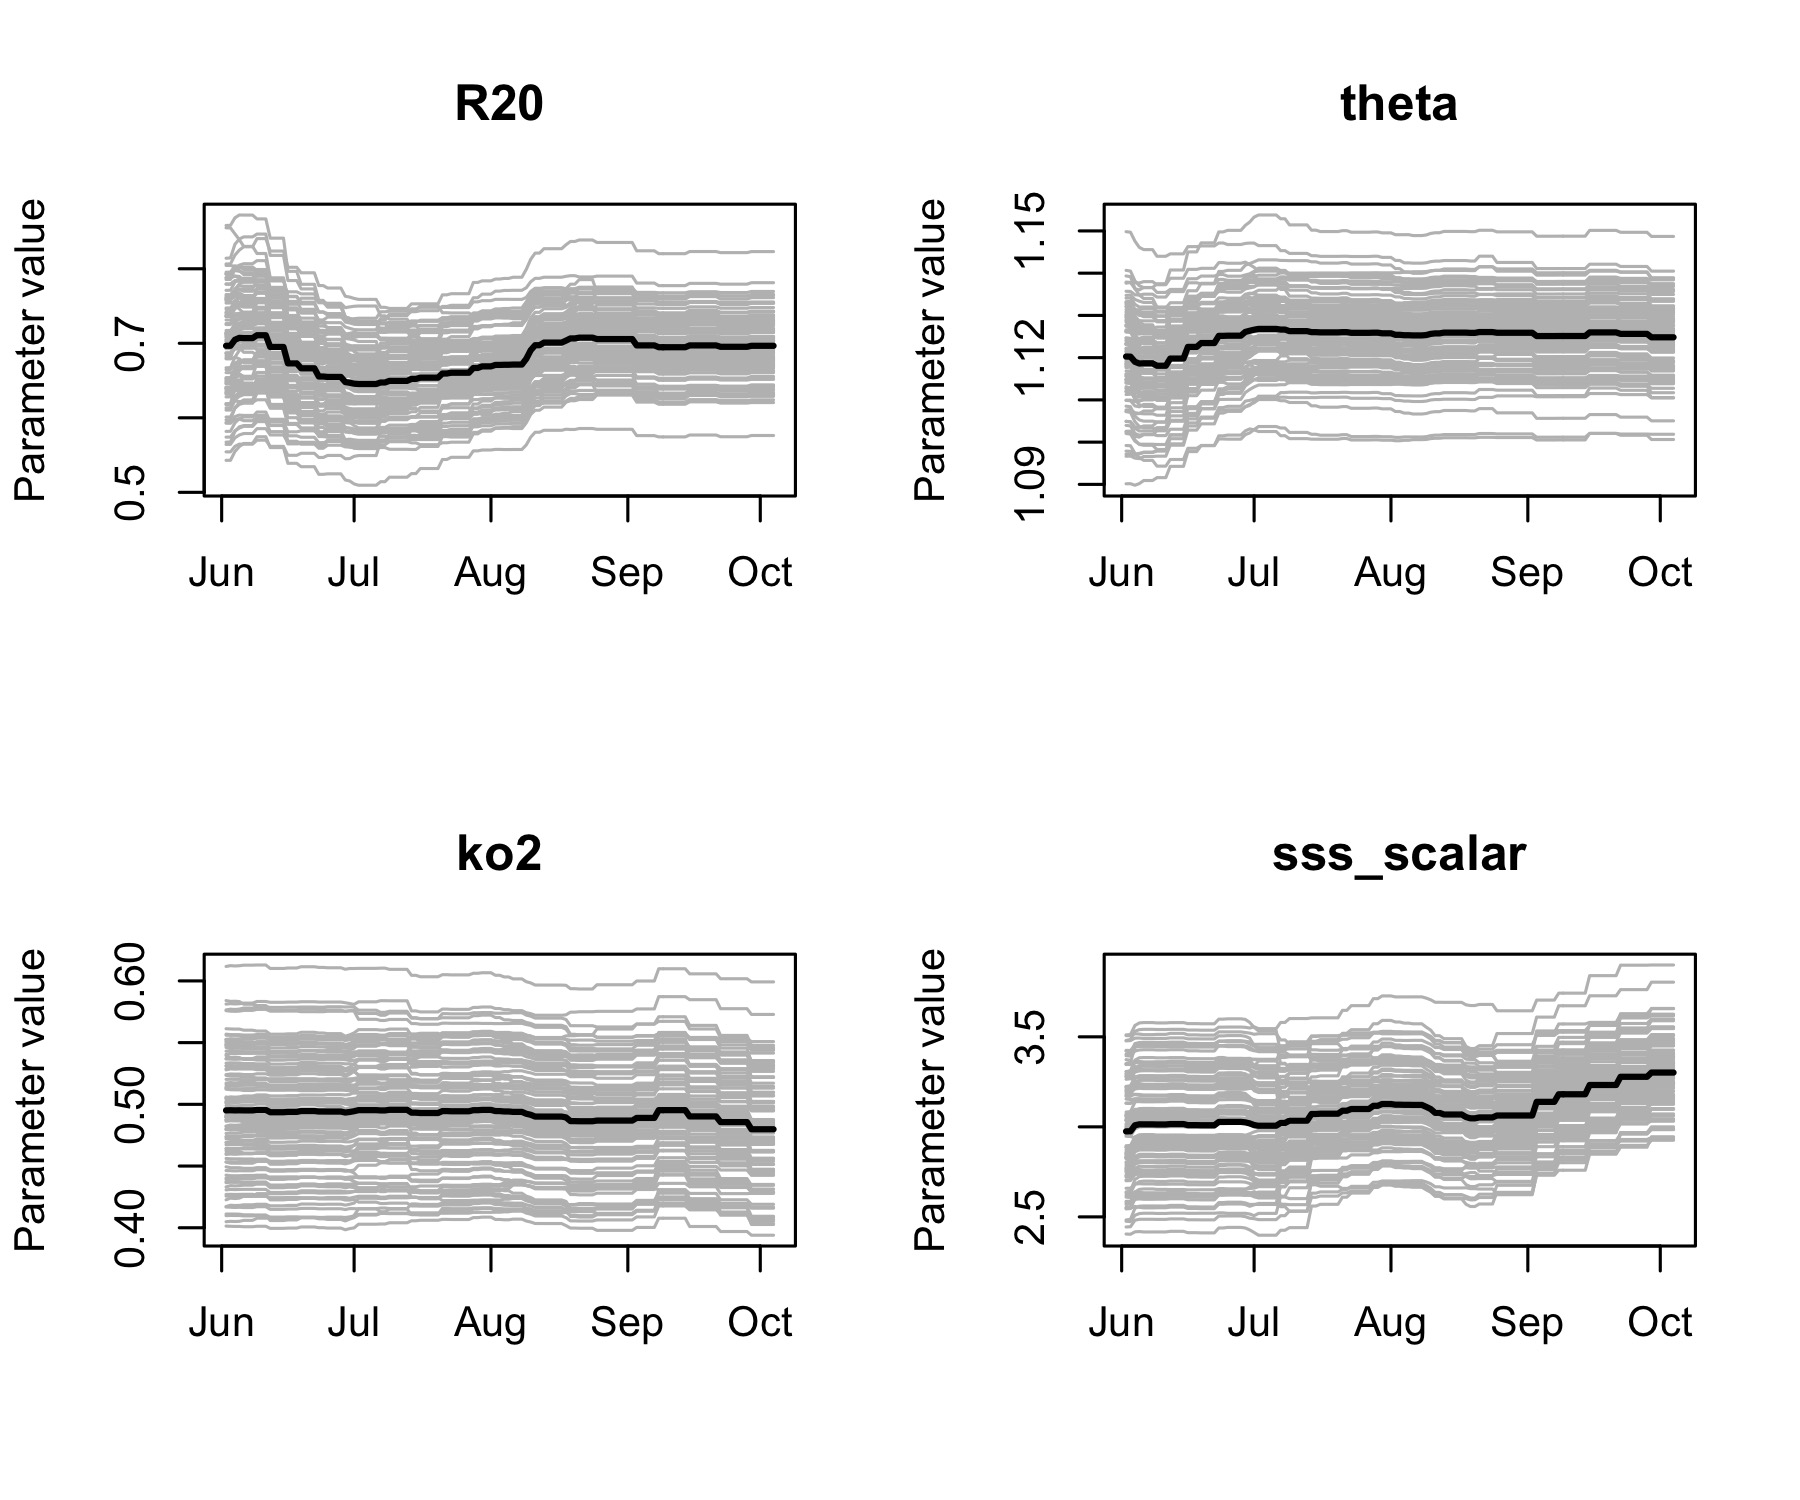 R20
Parameter value
0.7
0.5
Jun Jul Aug Sep Oct
theta
Parameter value
1.15
1.12
1.09
Jun Jul Aug Sep Oct
ko2
Parameter value
0.60
0.50
0.40
Jun Jul Aug Sep Oct
sss_scalar
Parameter value
3.5
2.5
Jun Jul Aug Sep Oct